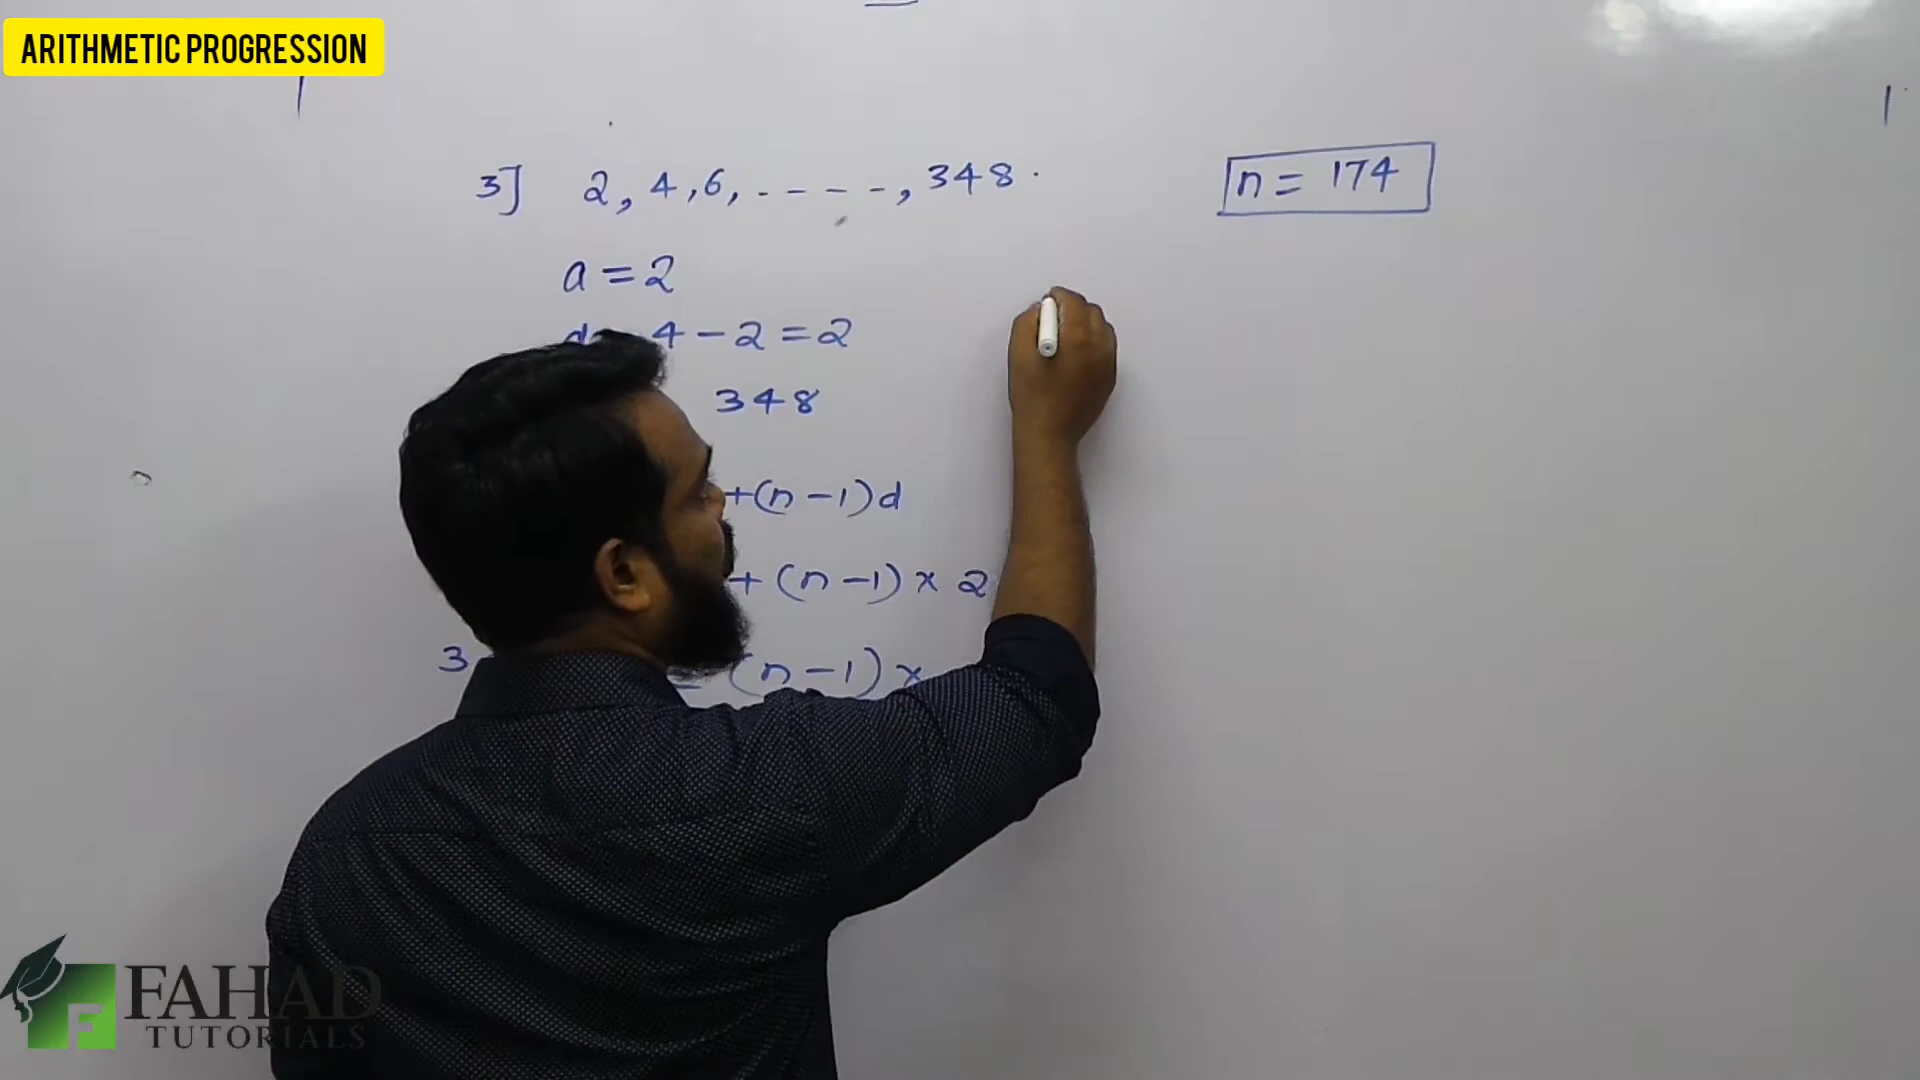 ARITHMETIC PROGRESSION
3] 2, 4, 6, - - - - -, 348.
a = 2
4 - 2 = 2
348
+(n-1)d
+ (n-1) x 2
3
= (n-1) x
n = 174
F
FAHAD
TUTORIALS